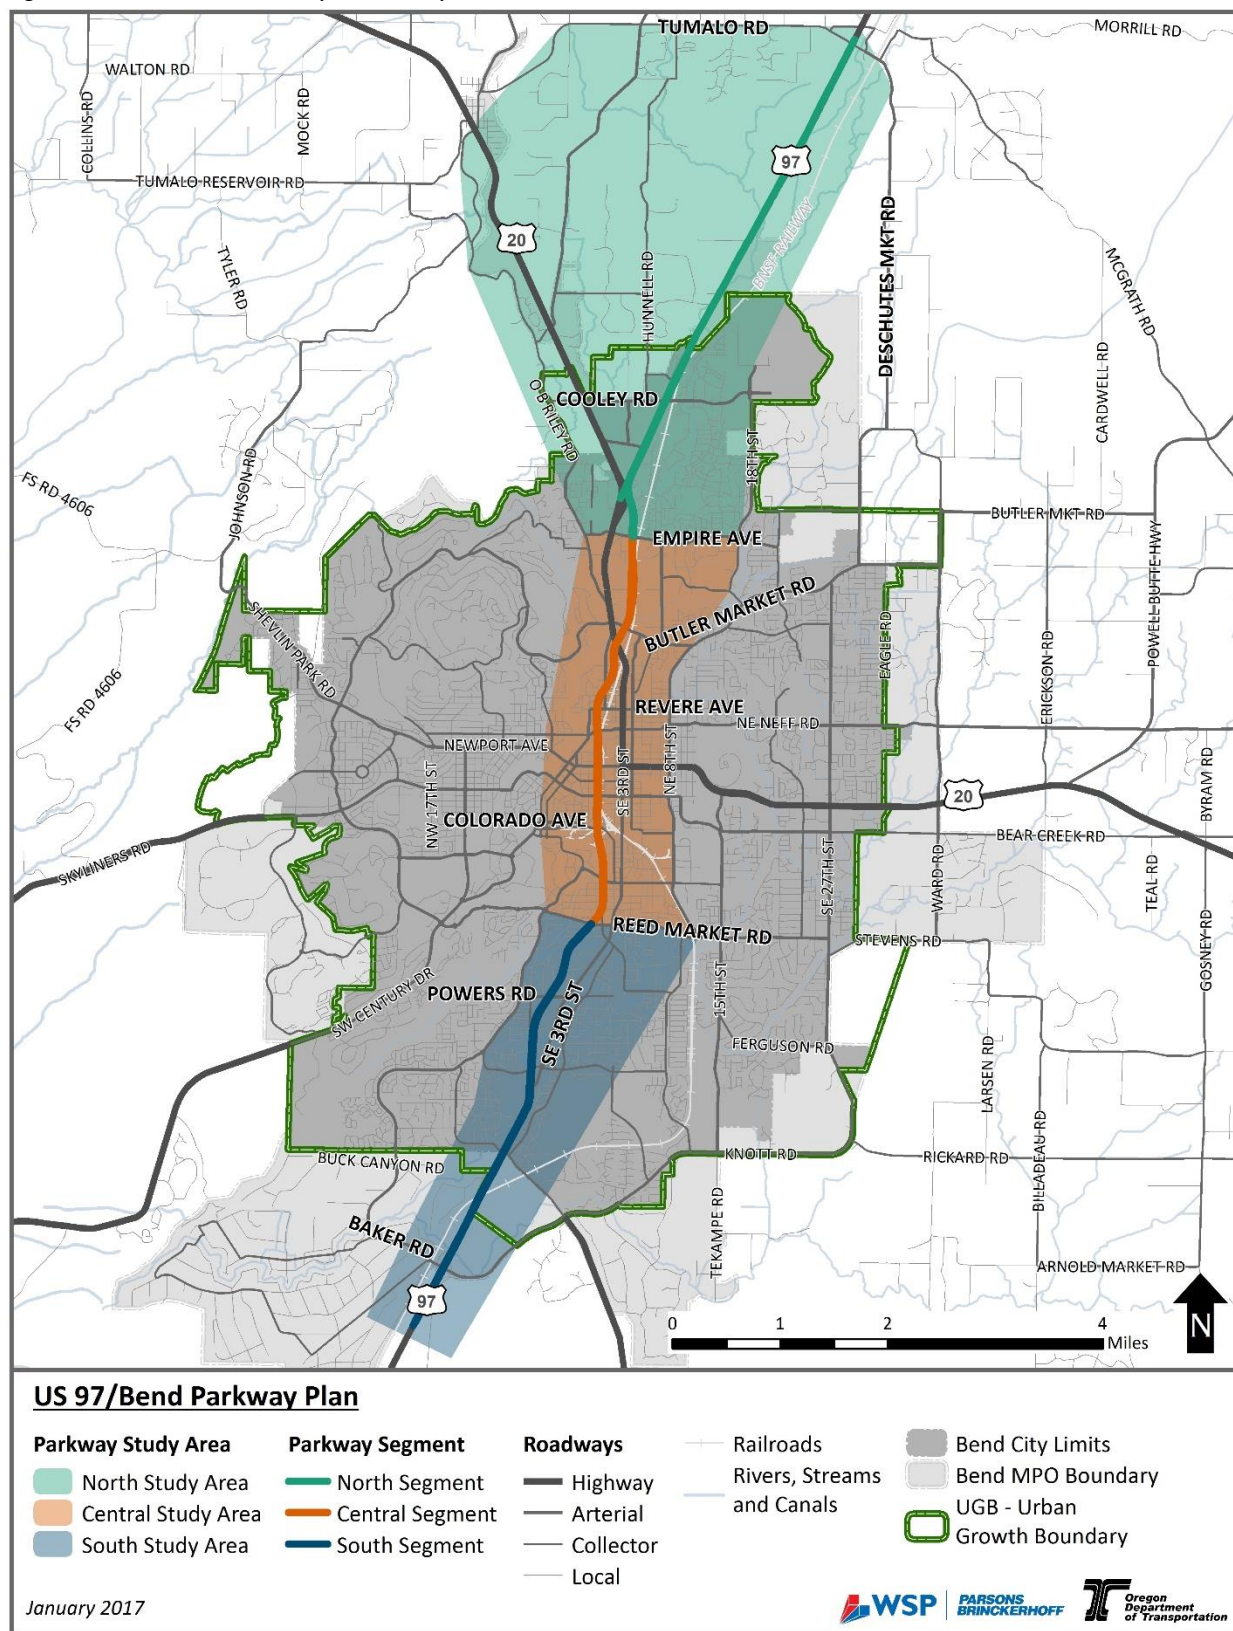 TUMALO RD
MORRILL RD
WALTON RD
COLLINS RD
MOCK RD
97
TUMALO RESERVOIR RD
BNSF RAILWAY
DESCHUTES MKT RD
20
TYLER RD
HUNNELL RD
MCGRATH RD
CARDWELL RD
COOLEY RD
O B RILEY RD
18TH ST
JOHNSON RD
FS RD 4606
BUTLER MKT RD
EMPIRE AVE
POWELL BUTTE HWY
BUTLER MARKET RD
SHEVLIN PARK RD
EAGLE RD
ERICKSON RD
FS RD 4606
REVERE AVE
NE NEFF RD
NEWPORT AVE
NE 8TH ST
SE 3RD ST
NW 17TH ST
20
BYRAM RD
COLORADO AVE
BEAR CREEK RD
SKYLINERS RD
SE 27TH ST
WARD RD
TEAL RD
REED MARKET RD
STEVENS RD
GOSNEY RD
SW CENTURY DR
POWERS RD
15TH ST
SE 3RD ST
FERGUSON RD
LARSEN RD
BUCK CANYON RD
KNOTT RD
RICKARD RD
BILLADEAU RD
BAKER RD
TEKAMPE RD
ARNOLD MARKET RD
97
0 1 2 4
Miles
N
US 97/Bend Parkway Plan
Parkway Study Area
North Study Area
Central Study Area
South Study Area
Parkway Segment
North Segment
Central Segment
South Segment
Roadways
Highway
Arterial
Collector
Local
Railroads
Rivers, Streams
and Canals
Bend City Limits
Bend MPO Boundary
UGB - Urban
Growth Boundary
January 2017
WSP
PARSONS
BRINCKERHOFF
Oregon
Department
of Transportation